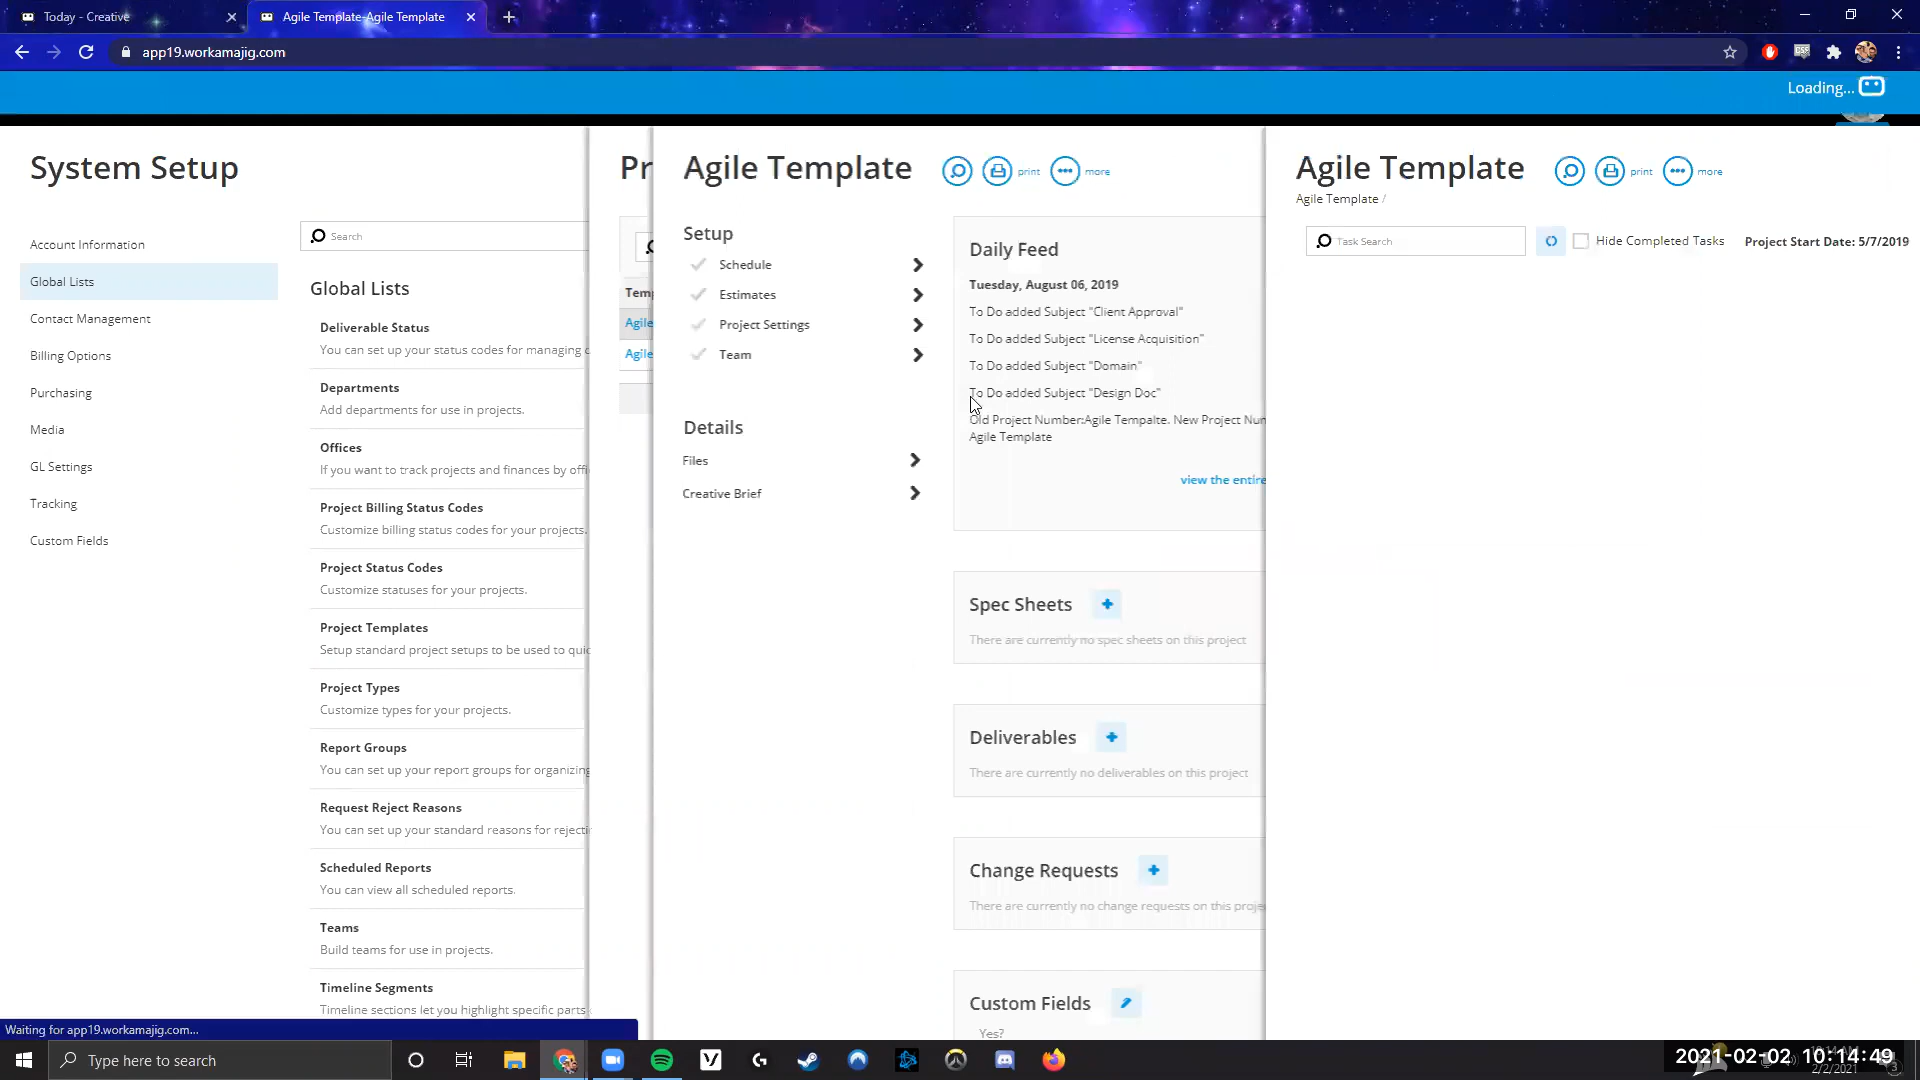 Today - Creative
Agile Template-Agile Template
app19.workamajig.com
Loading...
System Setup
Account Information
Global Lists
Contact Management
Billing Options
Purchasing
Media
GL Settings
Tracking
Custom Fields
Search
Global Lists
Deliverable Status
You can set up your status codes for managing
Departments
Add departments for use in projects.
Offices
If you want to track projects and finances by offi
Project Billing Status Codes
Customize billing status codes for your projects.
Project Status Codes
Customize statuses for your projects.
Project Templates
Setup standard project setups to be used to quic
Project Types
Customize types for your projects.
Report Groups
You can set up your report groups for organizing
Request Reject Reasons
You can set up your standard reasons for rejecti
Scheduled Reports
You can view all scheduled reports.
Teams
Build teams for use in projects.
Timeline Segments
Timeline sections let you highlight specific parts
Pr
Temp
Agile
Agile
Agile Template
print
more
Setup
Schedule
Estimates
Project Settings
Team
Details
Files
Creative Brief
Daily Feed
Tuesday, August 06, 2019
To Do added Subject "Client Approval"
To Do added Subject "License Acquisition"
To Do added Subject "Domain"
To Do added Subject "Design Doc"
Old Project Number:Agile Tempalte. New Project Num
Agile Template
view the entire
Spec Sheets
There are currently no spec sheets on this project
Deliverables
There are currently no deliverables on this project
Change Requests
There are currently no change requests on this proje
Custom Fields
Yes?
Agile Template
print
more
Agile Template /
Task Search
Hide Completed Tasks
Project Start Date: 5/7/2019
Waiting for app19.workamajig.com...
Type here to search
2021-02-02 10:14:49
2/2/2021